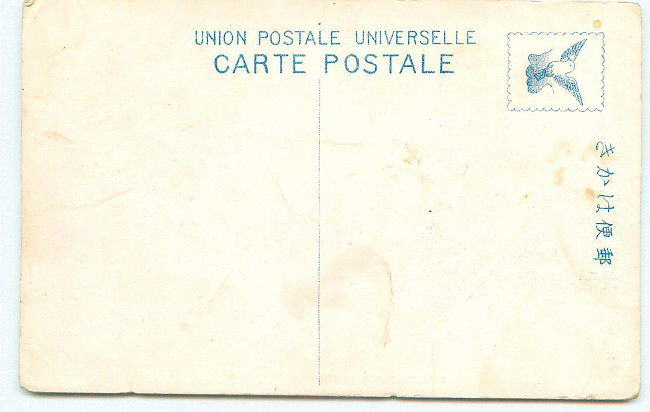 UNION POSTALE UNIVERSELLE
CARTE POSTALE
郵便はかき